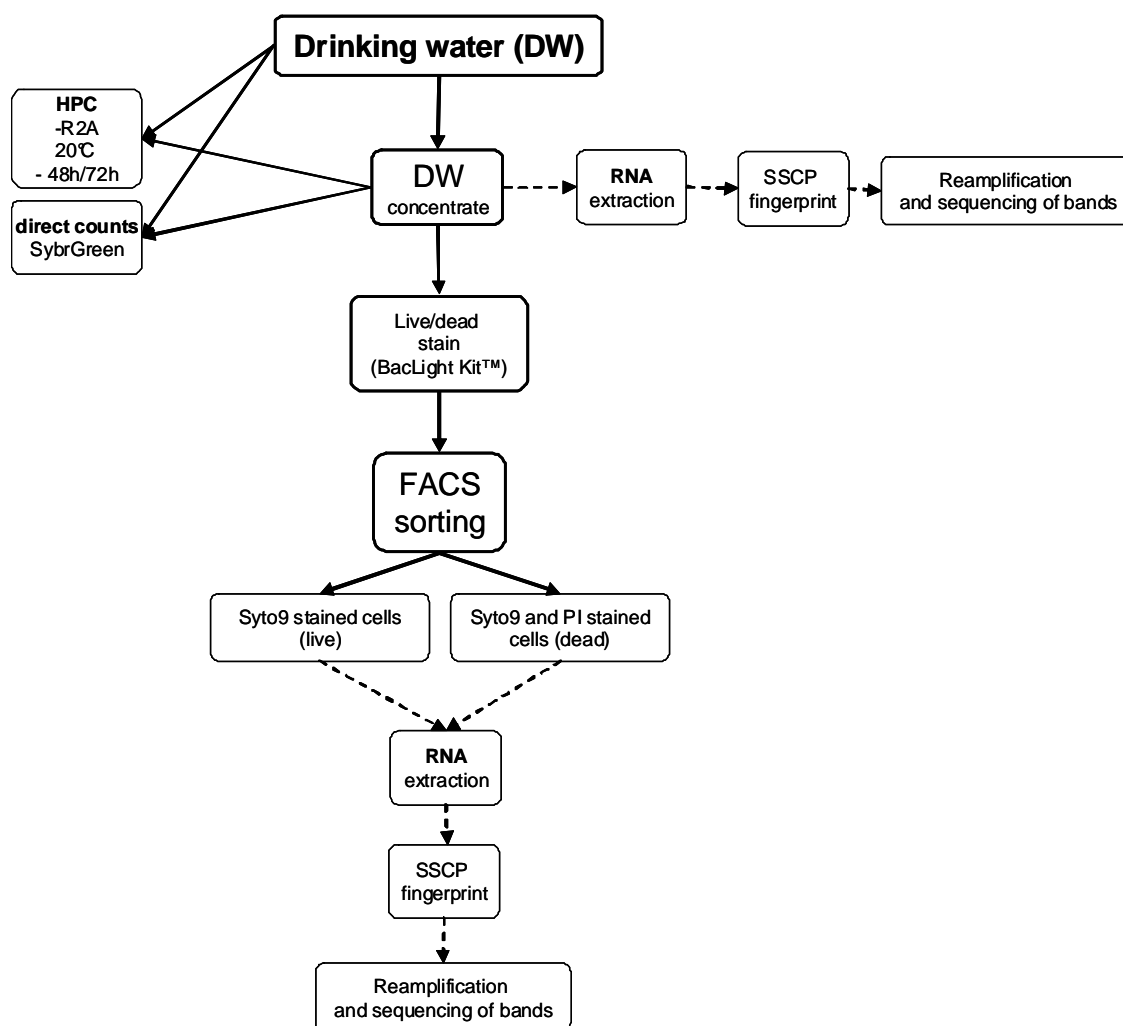 Drinking water (DW)
HPC
-R2A
20°C
- 48h/72h
direct counts
SybrGreen
DW
concentrate
RNA
extraction
SSCP
fingerprint
Reamplification
and sequencing of bands
Live/dead
stain
(BacLight Kit™)
FACS
sorting
Syto9 stained cells
(live)
Syto9 and PI stained
cells (dead)
RNA
extraction
SSCP
fingerprint
Reamplification
and sequencing of bands